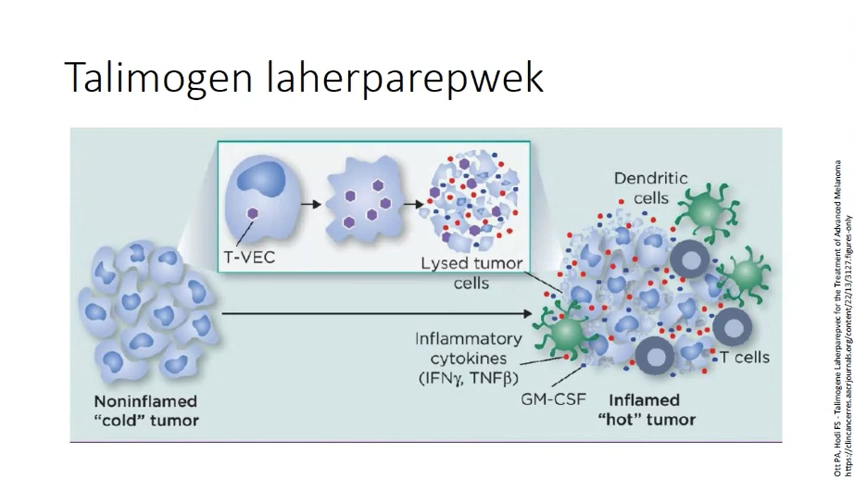 Talimogen laherparepwek
T-VEC
Lysed tumor
cells
Dendritic
cells
Inflammatory
cytokines
(IFNγ, TNFβ)
GM-CSF
T cells
Noninflamed
“cold” tumor
Inflamed
“hot” tumor
Ott PA, Hodi FS - Talimogene Laherparepvec for the Treatment of Advanced Melanoma
https://clincancerres.aacrjournals.org/content/22/13/3127.figures-only